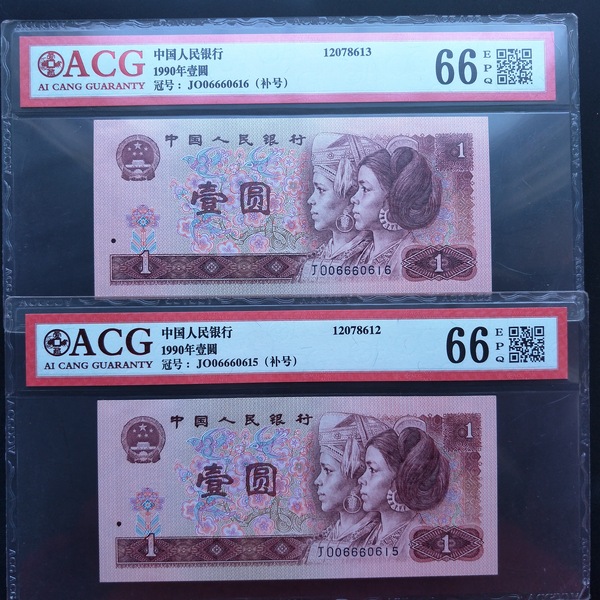 ACG
AI CANG GUARANTY
中国人民银行
1990年壹圆
冠号： JO06660616（补号）
12078613
66
EPQ
中国人民银行
1
壹圆
1
JO06660616
1
ACG
AI CANG GUARANTY
中国人民银行
1990年壹圆
冠号： JO06660615（补号）
12078612
66
EPQ
中国人民银行
1
壹圆
1
JO06660615
1